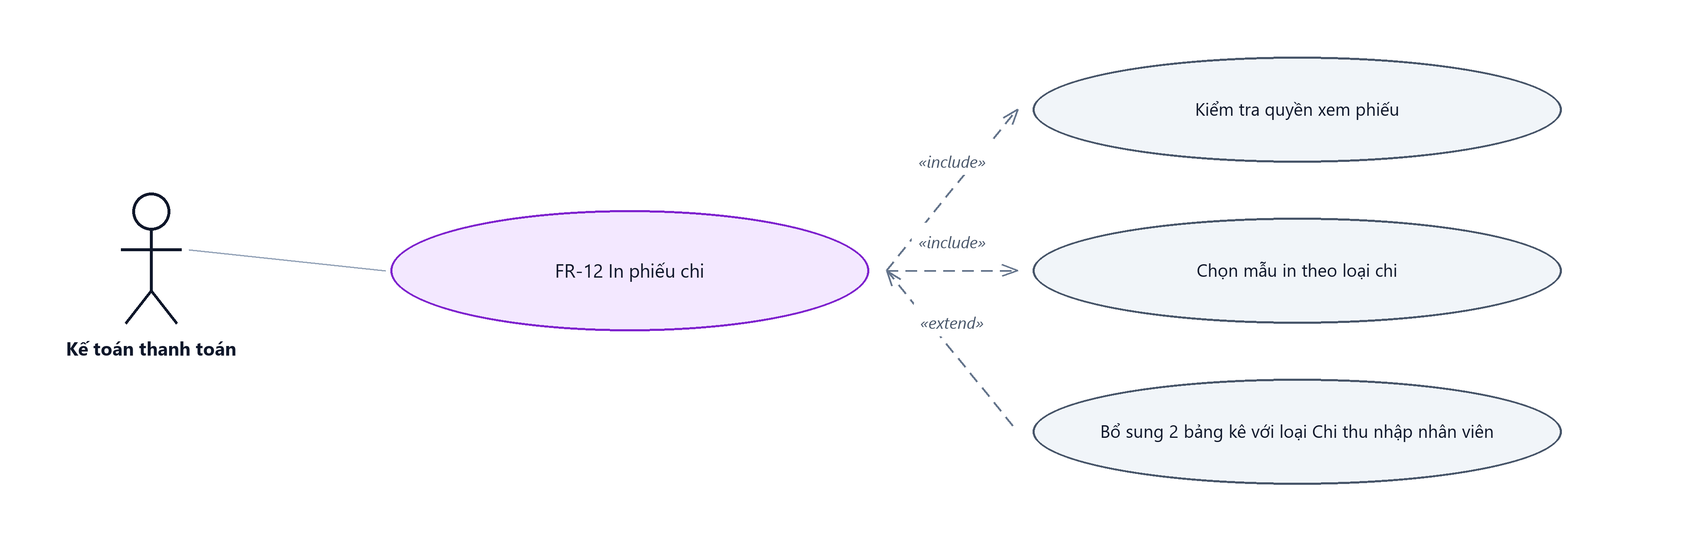 Kiểm tra quyền xem phiếu
«include»
«include»
FR-12 In phiếu chi
Chọn mẫu in theo loại chi
«extend»
Kế toán thanh toán
Bổ sung 2 bảng kê với loại Chi thu nhập nhân viên